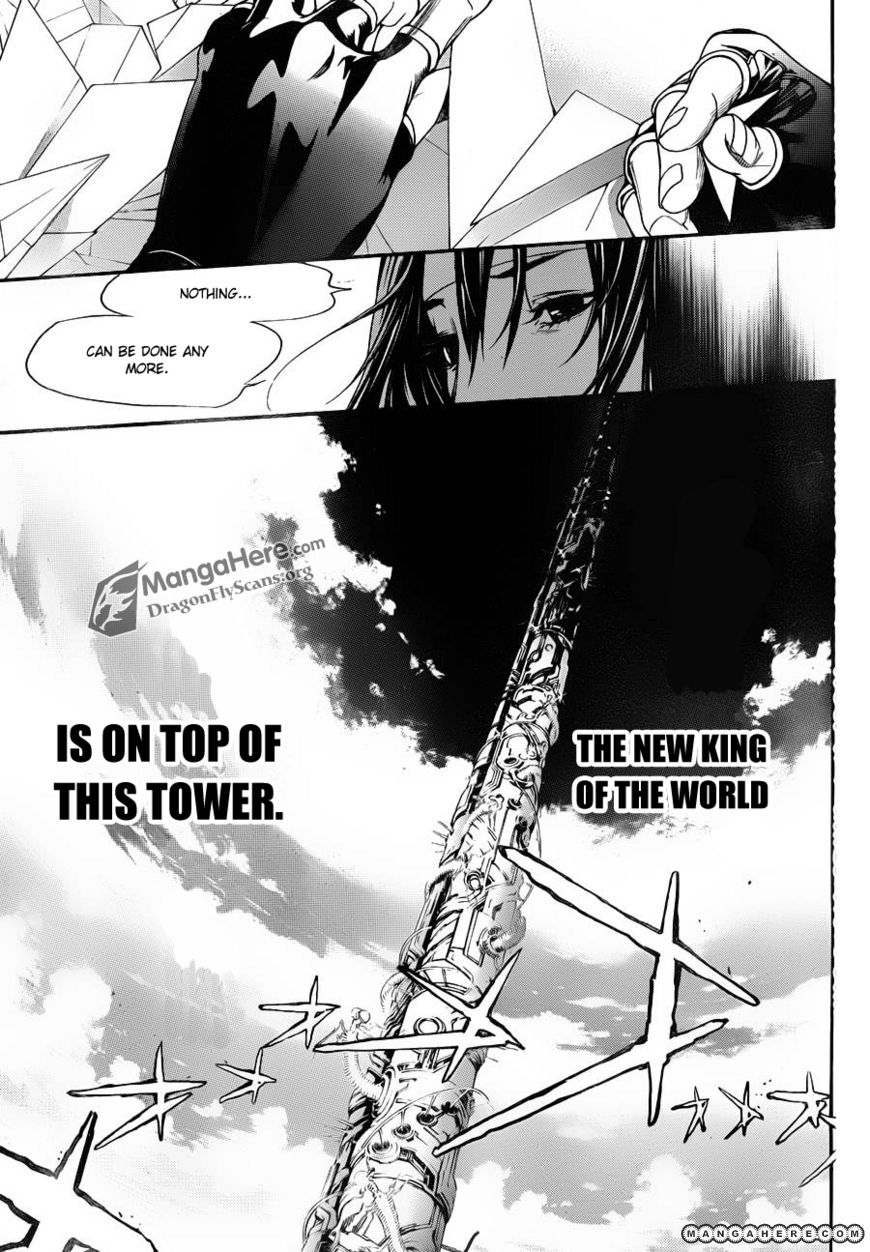 NOTHING...
CAN BE DONE ANY
MORE.
MangaHere.com
DragonFlyScans.org
THE NEW KING
OF THE WORLD
IS ON TOP OF
THIS TOWER.
MANGAHERE.COM